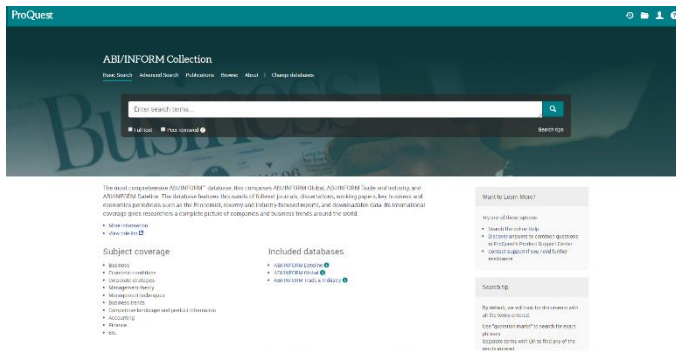 ProQuest
ABI/INFORM Collection
Basic Search Advanced Search Publications Browse About | Change databases
Enter search terms...
Full text Peer reviewed
Search tips
Business
The most comprehensive ABI/INFORM™ database, this comprises ABI/INFORM Global, ABI/INFORM Trade and Industry, and
ABI/INFORM Dateline. The database features thousands of full-text journals, dissertations, working papers, key business and
economics periodicals such as the Economist, country-and industry-focused reports, and downloadable data. Its international
coverage gives researchers a complete picture of companies and business trends around the world.
More information
View title list
Subject coverage
Business
Economic conditions
Corporate strategies
Management theory
Management techniques
Business trends
Competitive landscape and product information
Accounting
Finance
Etc.
Included databases
ABI/INFORM Dateline
ABI/INFORM Global
ABI/INFORM Trade & Industry
Want to Learn More?
Try one of these options:
Search the online Help.
Discover answers to common questions
at ProQuest's Product Support Center
Contact Support if you need further
assistance.
Search tip
By default, we will look for documents with
all the terms entered.
Use "quotation marks" to search for exact
phrases.
Separate terms with OR to find any of the
words entered.